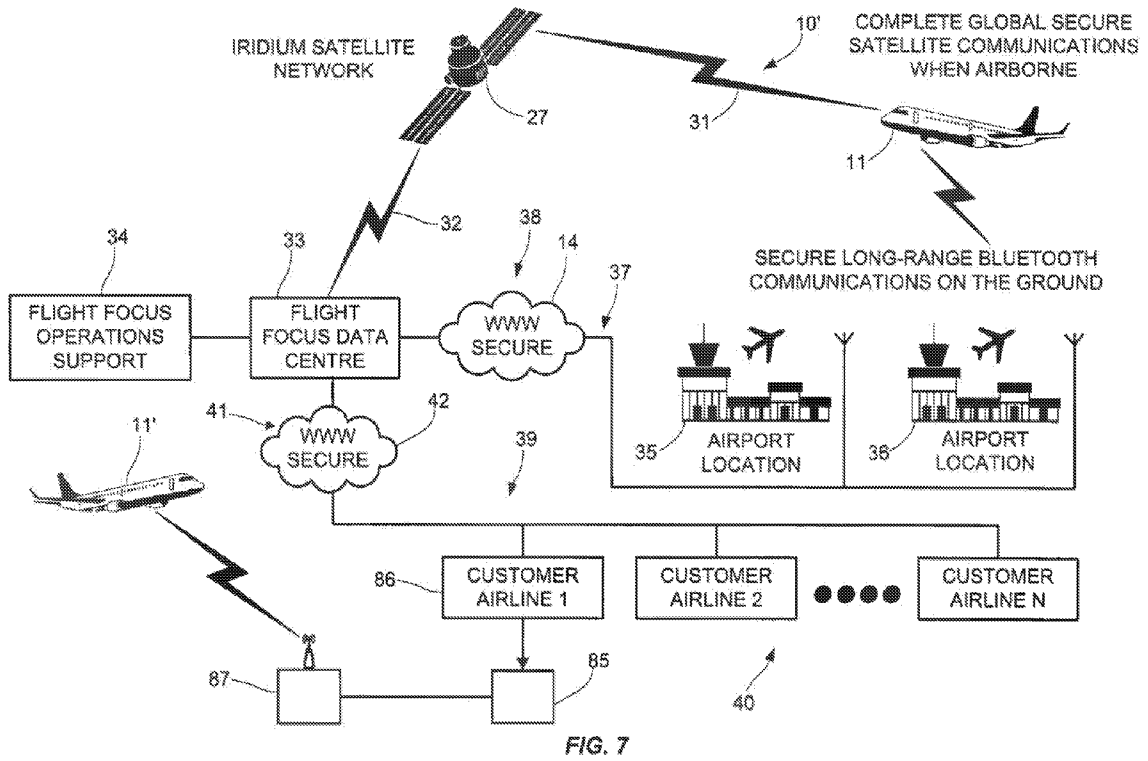 IRIDIUM SATELLITE
NETWORK
27
31
10'
COMPLETE GLOBAL SECURE
SATELLITE COMMUNICATIONS
WHEN AIRBORNE
11
32
38
14
37
SECURE LONG-RANGE BLUETOOTH
COMMUNICATIONS ON THE GROUND
34
33
FLIGHT FOCUS
OPERATIONS
SUPPORT
FLIGHT
FOCUS DATA
CENTRE
WWW
SECURE
35
AIRPORT
LOCATION
36
AIRPORT
LOCATION
41
WWW
SECURE
42
39
11'
86
CUSTOMER
AIRLINE 1
CUSTOMER
AIRLINE 2
CUSTOMER
AIRLINE N
87
85
40
FIG. 7